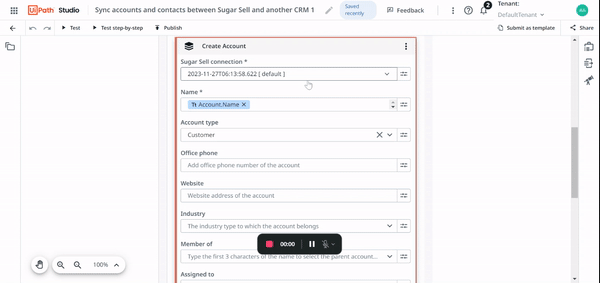 UiPath Studio
Sync accounts and contacts between Sugar Sell and another CRM 1
Saved recently
Feedback
2
Tenant:
DefaultTenant
Test
Test step-by-step
Publish
Submit as template
Share
Create Account
Sugar Sell connection *
2023-11-27T06:13:58.622 [ default ]
Name *
Account.Name
Account type
Customer
Office phone
Add office phone number of the account
Website
Website address of the account
Industry
The industry type to which the account belongs
00:00
Member of
Type the first 3 characters of the name to select the parent account...
Assigned to
100%